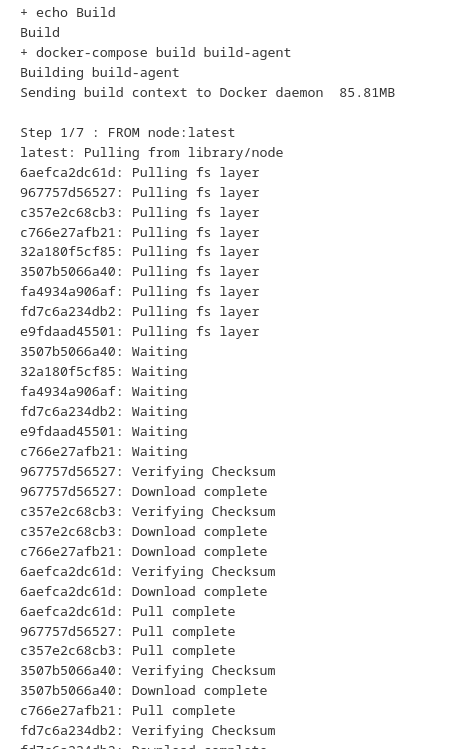 + echo Build
Build
+ docker-compose build build-agent
Building build-agent
Sending build context to Docker daemon  85.81MB
Step 1/7 : FROM node:latest
latest: Pulling from library/node
6aefca2dc61d: Pulling fs layer
967757d56527: Pulling fs layer
c357e2c68cb3: Pulling fs layer
c766e27afb21: Pulling fs layer
32a180f5cf85: Pulling fs layer
3507b5066a40: Pulling fs layer
fa4934a906af: Pulling fs layer
fd7c6a234db2: Pulling fs layer
e9fdaad45501: Pulling fs layer
3507b5066a40: Waiting
32a180f5cf85: Waiting
fa4934a906af: Waiting
fd7c6a234db2: Waiting
e9fdaad45501: Waiting
c766e27afb21: Waiting
967757d56527: Verifying Checksum
967757d56527: Download complete
c357e2c68cb3: Verifying Checksum
c357e2c68cb3: Download complete
c766e27afb21: Download complete
6aefca2dc61d: Verifying Checksum
6aefca2dc61d: Download complete
6aefca2dc61d: Pull complete
967757d56527: Pull complete
c357e2c68cb3: Pull complete
3507b5066a40: Verifying Checksum
3507b5066a40: Download complete
c766e27afb21: Pull complete
fd7c6a234db2: Verifying Checksum
fd7c6a234db2: Download complete